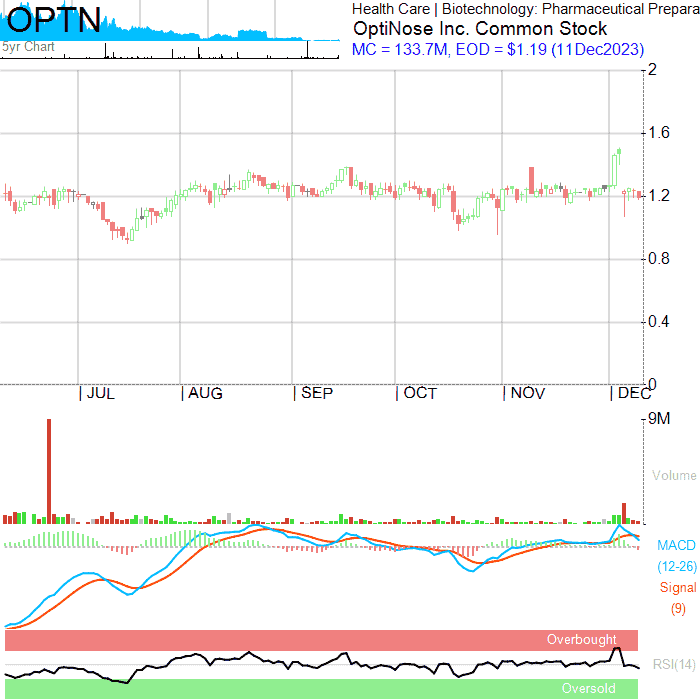 OPTN
5yr Chart
Health Care | Biotechnology: Pharmaceutical Prepara
OptiNose Inc. Common Stock
MC = 133.7M, EOD = $1.19 (11Dec2023)
2
1.6
1.2
0.8
0.4
0
JUL AUG SEP OCT NOV DEC
9M
Volume
MACD
(12-26)
Signal
(9)
Overbought
RSI(14)
Oversold